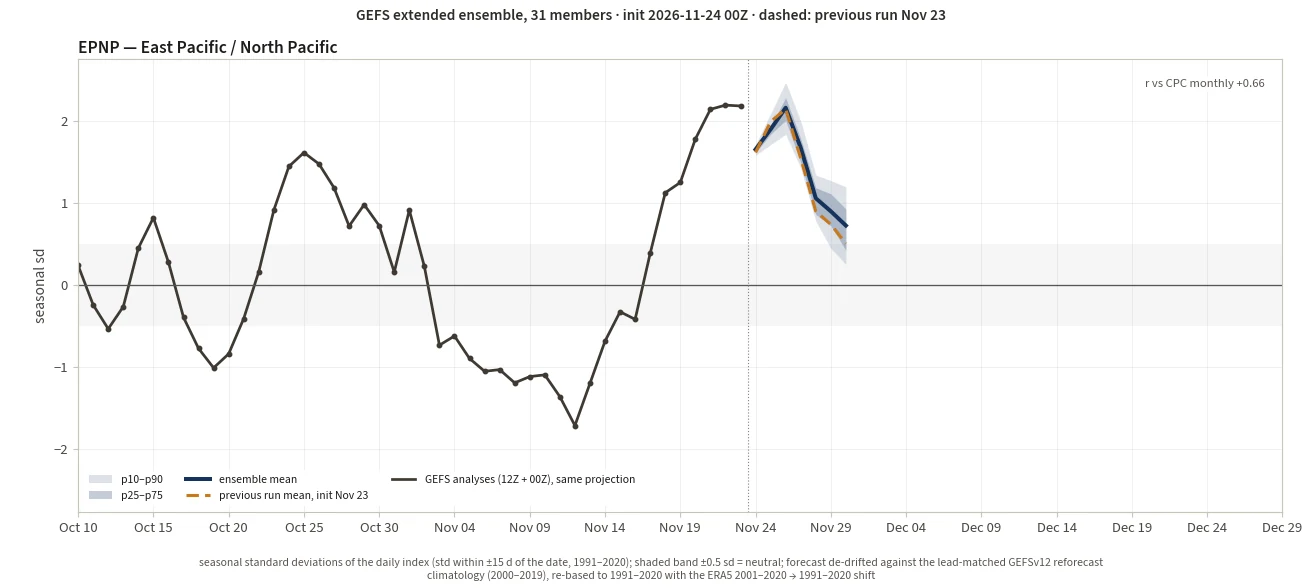 GEFS extended ensemble, 31 members · init 2026-11-24 00Z · dashed: previous run Nov 23
EPNP — East Pacific / North Pacific
r vs CPC monthly +0.66
seasonal sd
2
1
0
−1
−2
p10–p90
ensemble mean
GEFS analyses (12Z + 00Z), same projection
p25–p75
previous run mean, init Nov 23
Oct 10 Oct 15 Oct 20 Oct 25 Oct 30 Nov 04 Nov 09 Nov 14 Nov 19 Nov 24 Nov 29 Dec 04 Dec 09 Dec 14 Dec 19 Dec 24 Dec 29
seasonal standard deviations of the daily index (std within ±15 d of the date, 1991–2020); shaded band ±0.5 sd = neutral; forecast de-drifted against the lead-matched GEFSv12 reforecast
climatology (2000–2019), re-based to 1991–2020 with the ERA5 2001–2020 → 1991–2020 shift